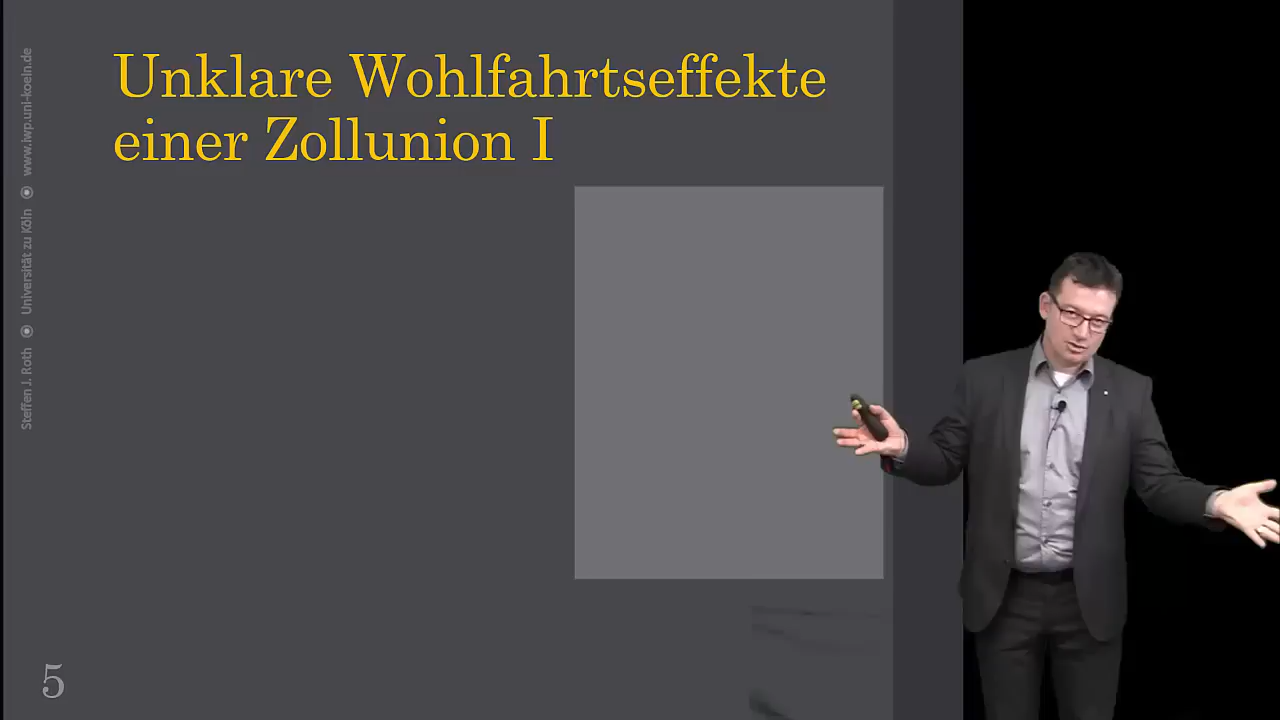 Unklare Wohlfahrtseffekte
einer Zollunion I
Steffen J. Roth ◉ Universität zu Köln ◉ www.iwp.uni-koeln.de
5